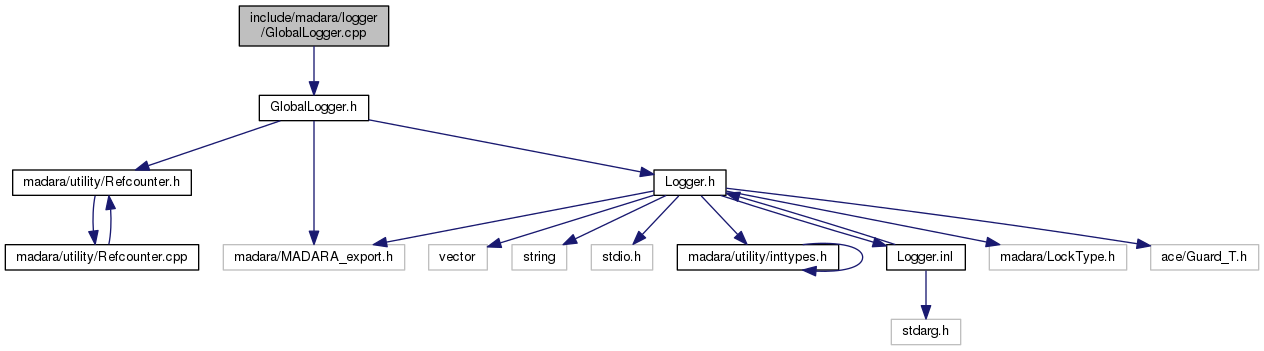 include/madara/logger
/GlobalLogger.cpp
GlobalLogger.h
madara/utility/Refcounter.h
Logger.h
madara/utility/Refcounter.cpp
madara/MADARA_export.h
vector
string
stdio.h
madara/utility/inttypes.h
Logger.inl
madara/LockType.h
ace/Guard_T.h
stdarg.h